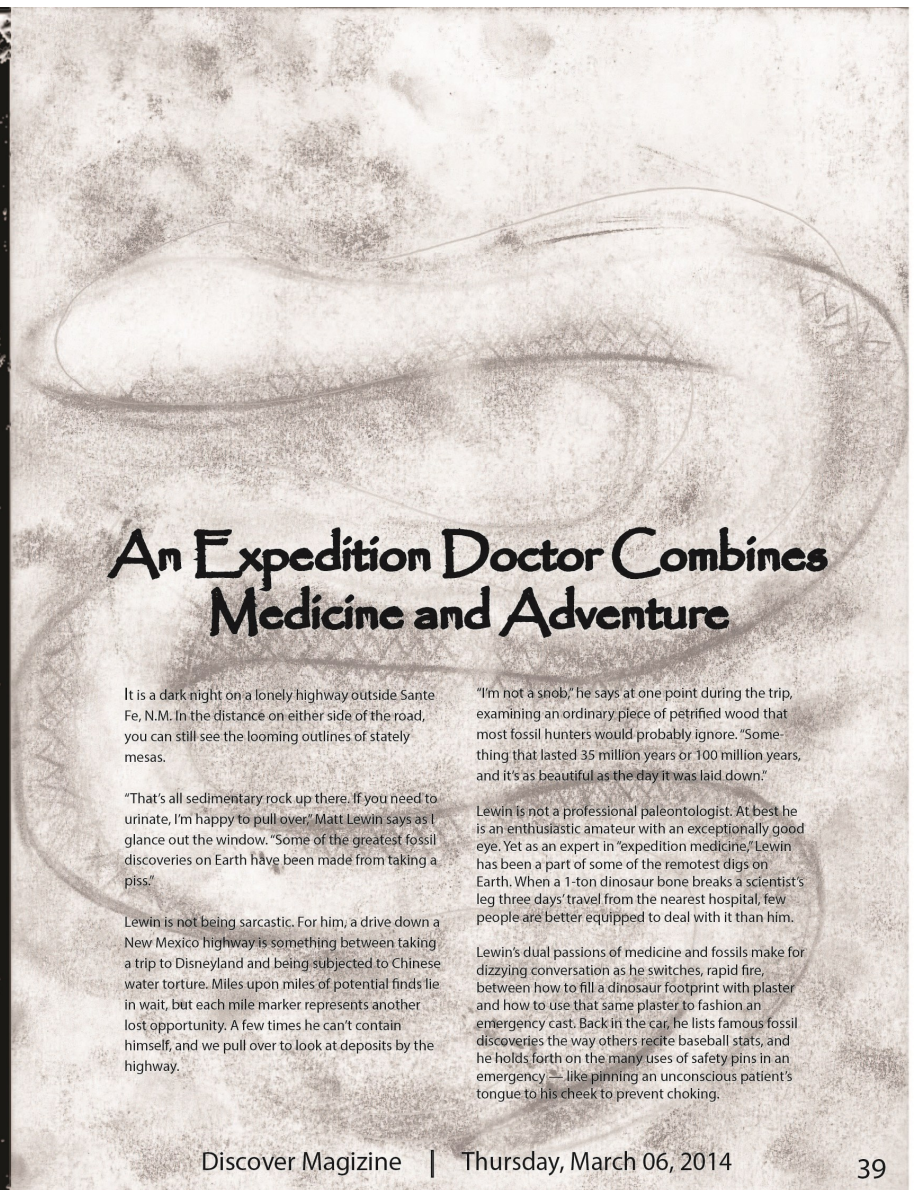 An Expedition Doctor Combines
Medicine and Adventure
It is a dark night on a lonely highway outside Sante
Fe, N.M. In the distance on either side of the road,
you can still see the looming outlines of stately
mesas.
“That’s all sedimentary rock up there. If you need to
urinate, I’m happy to pull over,” Matt Lewin says as I
glance out the window. “Some of the greatest fossil
discoveries on Earth have been made from taking a
piss.”
Lewin is not being sarcastic. For him, a drive down a
New Mexico highway is something between taking
a trip to Disneyland and being subjected to Chinese
water torture. Miles upon miles of potential finds lie
in wait, but each mile marker represents another
lost opportunity. A few times he can’t contain
himself, and we pull over to look at deposits by the
highway.
“I’m not a snob,” he says at one point during the trip,
examining an ordinary piece of petrified wood that
most fossil hunters would probably ignore. “Some-
thing that lasted 35 million years or 100 million years,
and it’s as beautiful as the day it was laid down.”
Lewin is not a professional paleontologist. At best he
is an enthusiastic amateur with an exceptionally good
eye. Yet as an expert in “expedition medicine,” Lewin
has been a part of some of the remotest digs on
Earth. When a 1-ton dinosaur bone breaks a scientist’s
leg three days’ travel from the nearest hospital, few
people are better equipped to deal with it than him.
Lewin’s dual passions of medicine and fossils make for
dizzying conversation as he switches, rapid fire,
between how to fill a dinosaur footprint with plaster
and how to use that same plaster to fashion an
emergency cast. Back in the car, he lists famous fossil
discoveries the way others recite baseball stats, and
he holds forth on the many uses of safety pins in an
emergency — like pinning an unconscious patient’s
tongue to his cheek to prevent choking.
Discover Magizine | Thursday, March 06, 2014
39